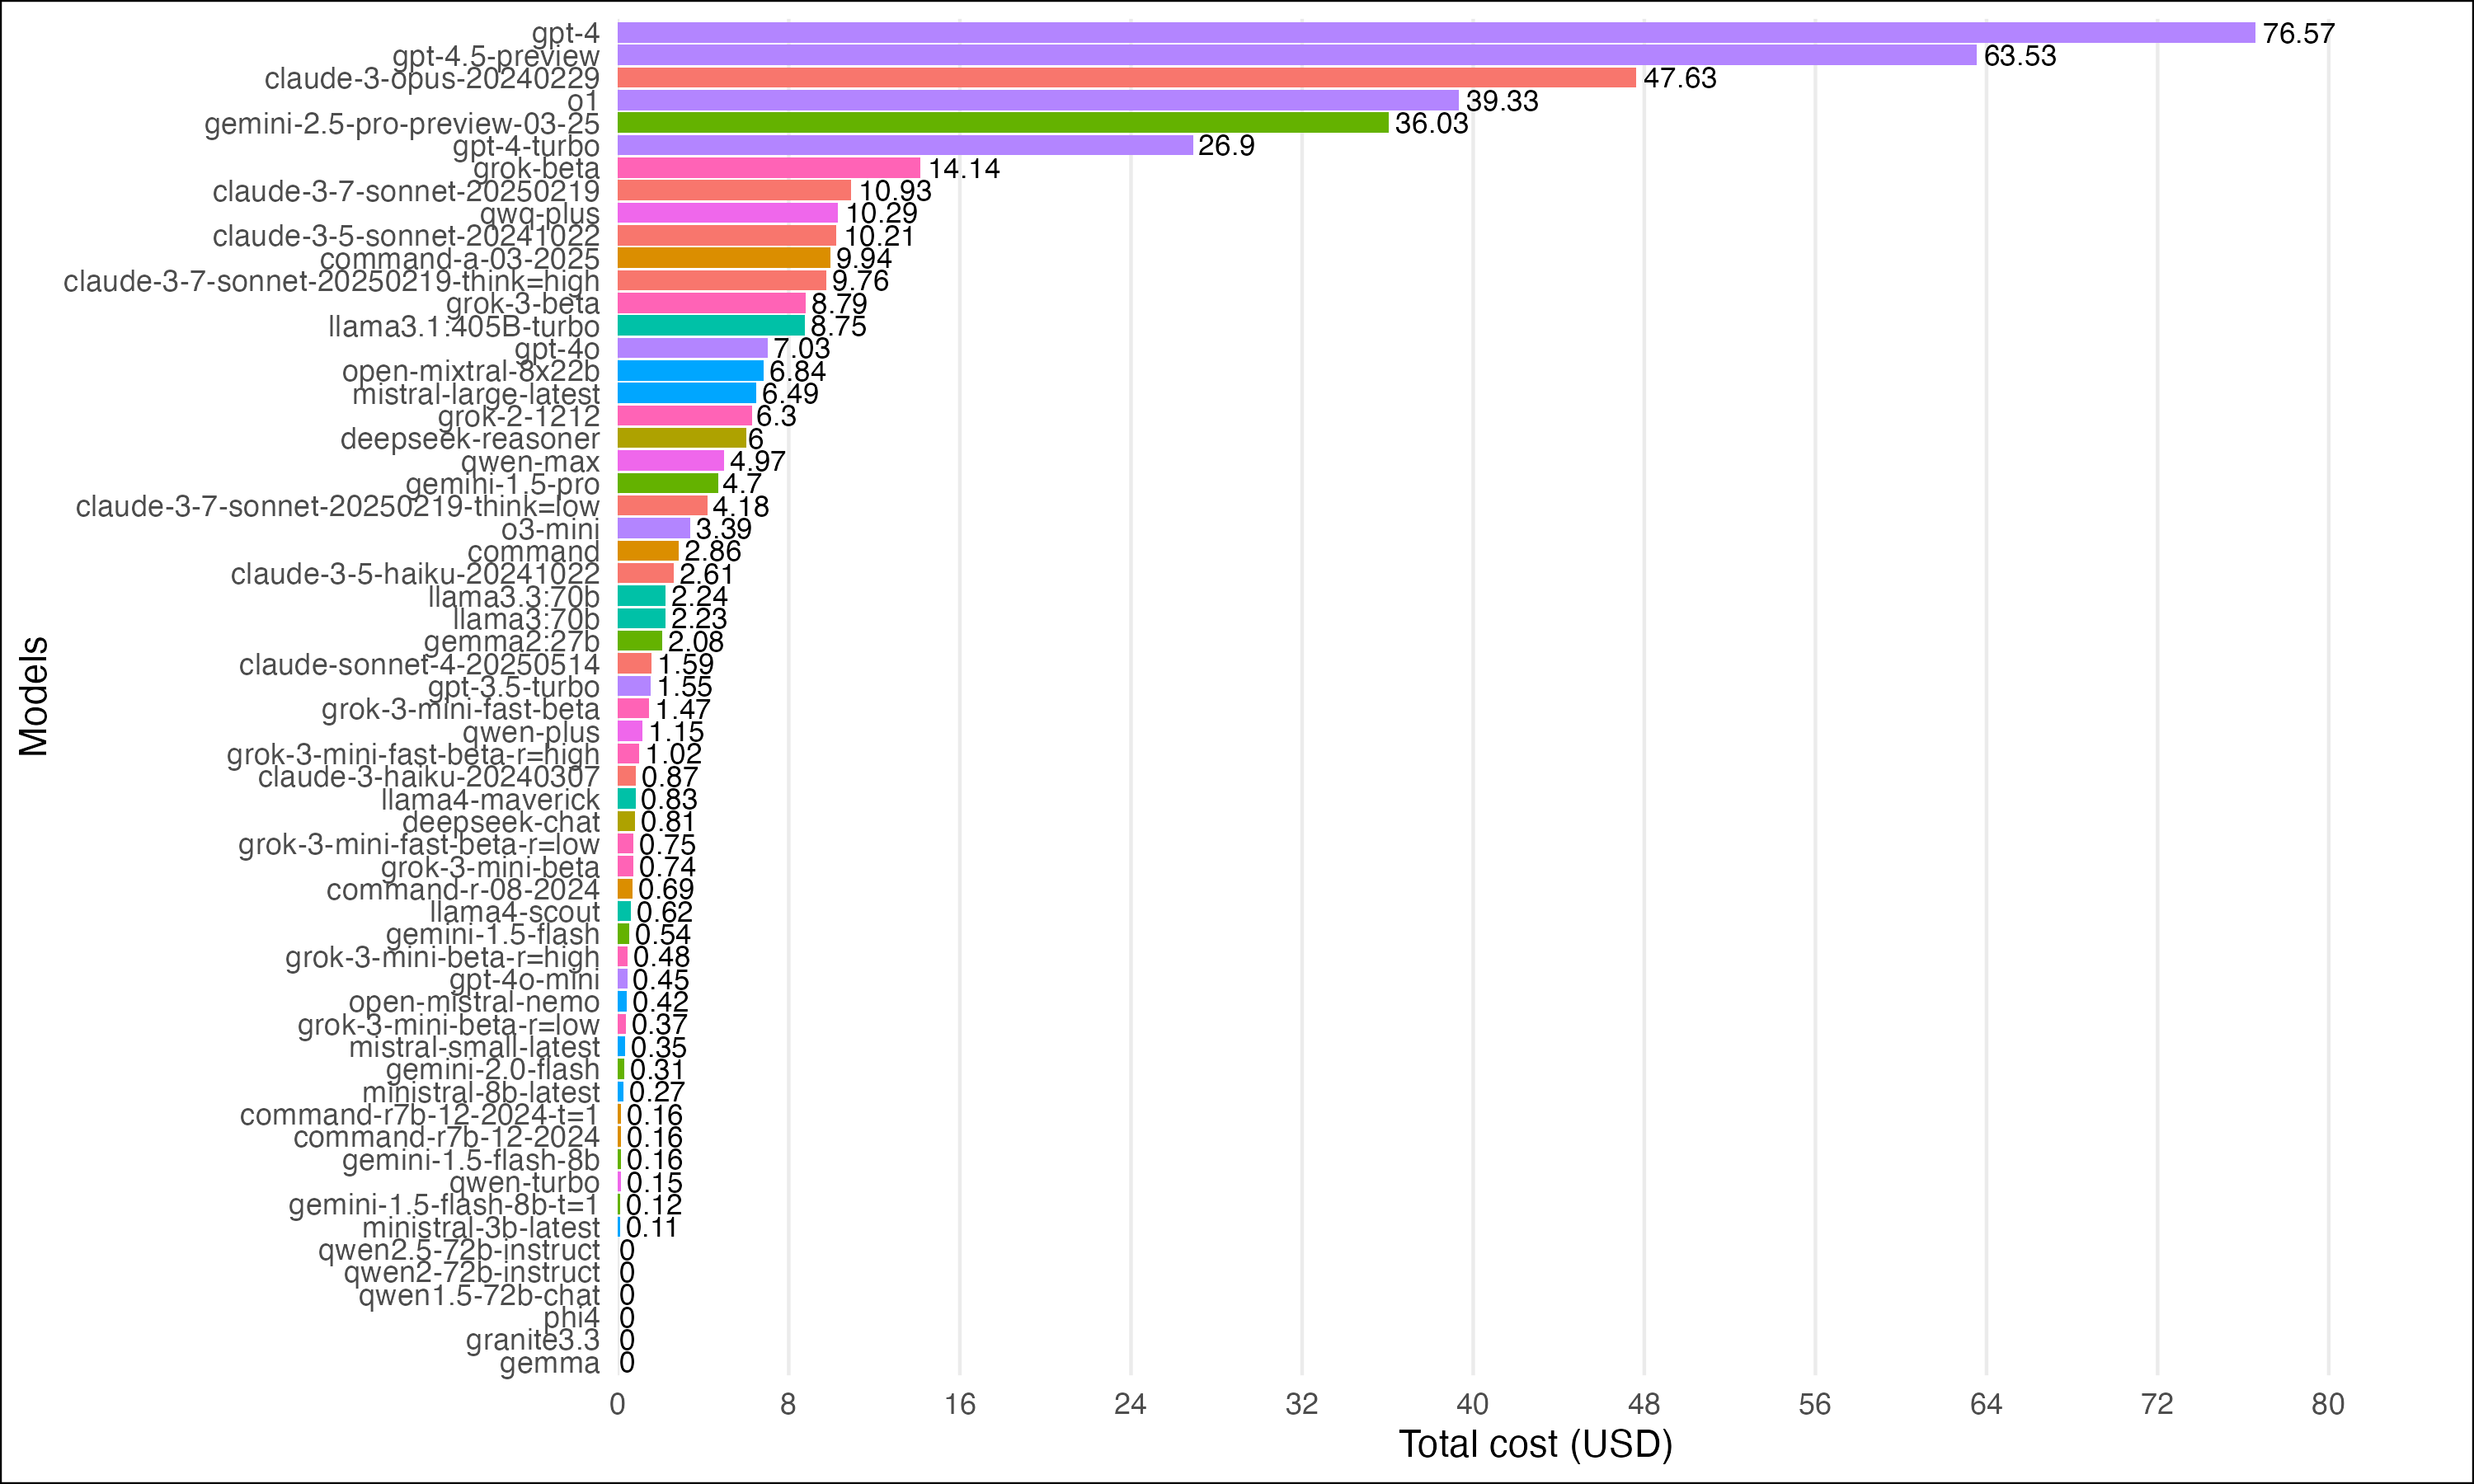 gpt-4 76.57
gpt-4.5-preview 63.53
claude-3-opus-20240229 47.63
o1 39.33
gemini-2.5-pro-preview-03-25 36.03
gpt-4-turbo 26.9
grok-beta 14.14
claude-3-7-sonnet-20250219 10.93
qwq-plus 10.29
claude-3-5-sonnet-20241022 10.21
command-a-03-2025 9.94
claude-3-7-sonnet-20250219-think=high 9.76
grok-3-beta 8.79
llama3.1:405B-turbo 8.75
gpt-4o 7.03
open-mixtral-8x22b 6.84
mistral-large-latest 6.49
grok-2-1212 6.3
deepseek-reasoner 6
qwen-max 4.97
gemini-1.5-pro 4.7
claude-3-7-sonnet-20250219-think=low 4.18
o3-mini 3.39
command 2.86
claude-3-5-haiku-20241022 2.61
llama3.3:70b 2.24
llama3:70b 2.23
gemma2:27b 2.08
claude-sonnet-4-20250514 1.59
gpt-3.5-turbo 1.55
grok-3-mini-fast-beta 1.47
qwen-plus 1.15
grok-3-mini-fast-beta-r=high 1.02
claude-3-haiku-20240307 0.87
llama4-maverick 0.83
deepseek-chat 0.81
grok-3-mini-fast-beta-r=low 0.75
grok-3-mini-beta 0.74
command-r-08-2024 0.69
llama4-scout 0.62
gemini-1.5-flash 0.54
grok-3-mini-beta-r=high 0.48
gpt-4o-mini 0.45
open-mistral-nemo 0.42
grok-3-mini-beta-r=low 0.37
mistral-small-latest 0.35
gemini-2.0-flash 0.31
ministral-8b-latest 0.27
command-r7b-12-2024-t=1 0.16
command-r7b-12-2024 0.16
gemini-1.5-flash-8b 0.16
qwen-turbo 0.15
gemini-1.5-flash-8b-t=1 0.12
ministral-3b-latest 0.11
qwen2.5-72b-instruct 0
qwen2-72b-instruct 0
qwen1.5-72b-chat 0
phi4 0
granite3.3 0
gemma 0
Models
0 8 16 24 32 40 48 56 64 72 80
Total cost (USD)